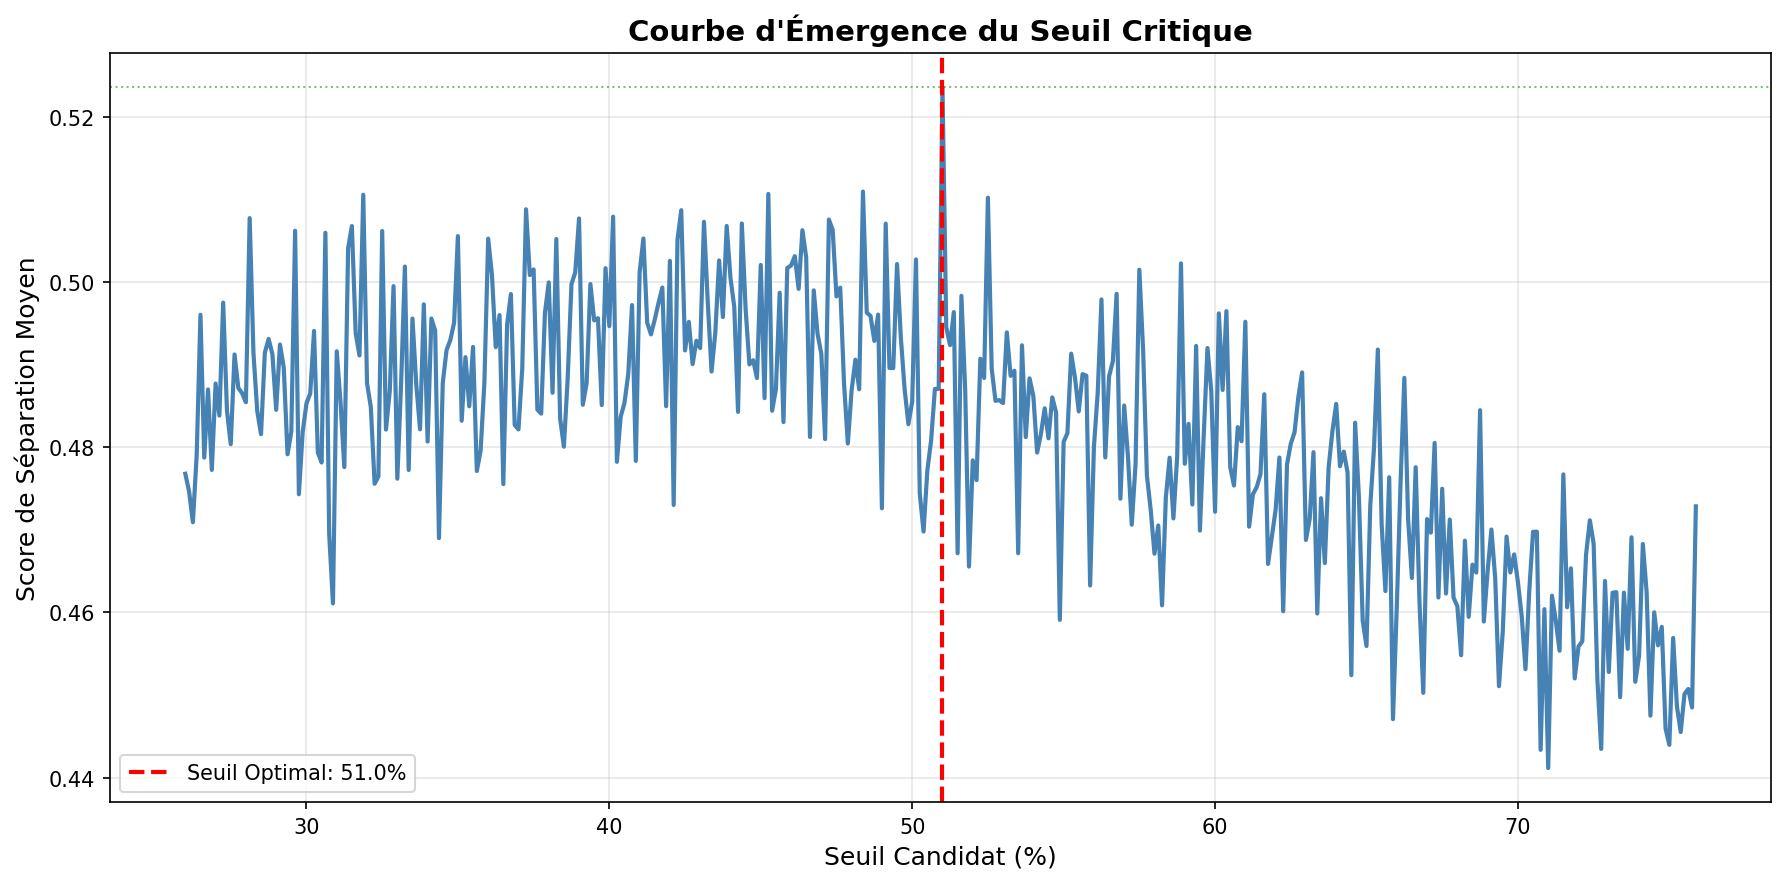 Courbe d'Émergence du Seuil Critique
Score de Séparation Moyen
0.52
0.50
0.48
0.46
0.44
Seuil Optimal: 51.0%
30 40 50 60 70
Seuil Candidat (%)